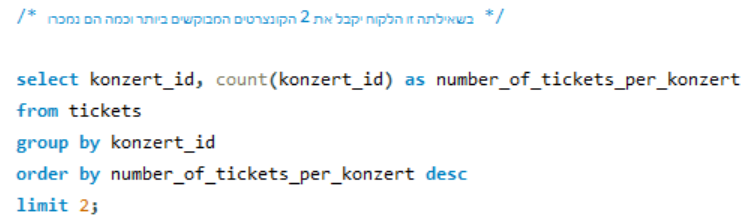 /* בשאילתה זו הלקוח יקבל את 2 הקונצרטים המבוקשים ביותר וכמה הם נמכרו */
select konzert_id, count(konzert_id) as number_of_tickets_per_konzert
from tickets
group by konzert_id
order by number_of_tickets_per_konzert desc
limit 2;